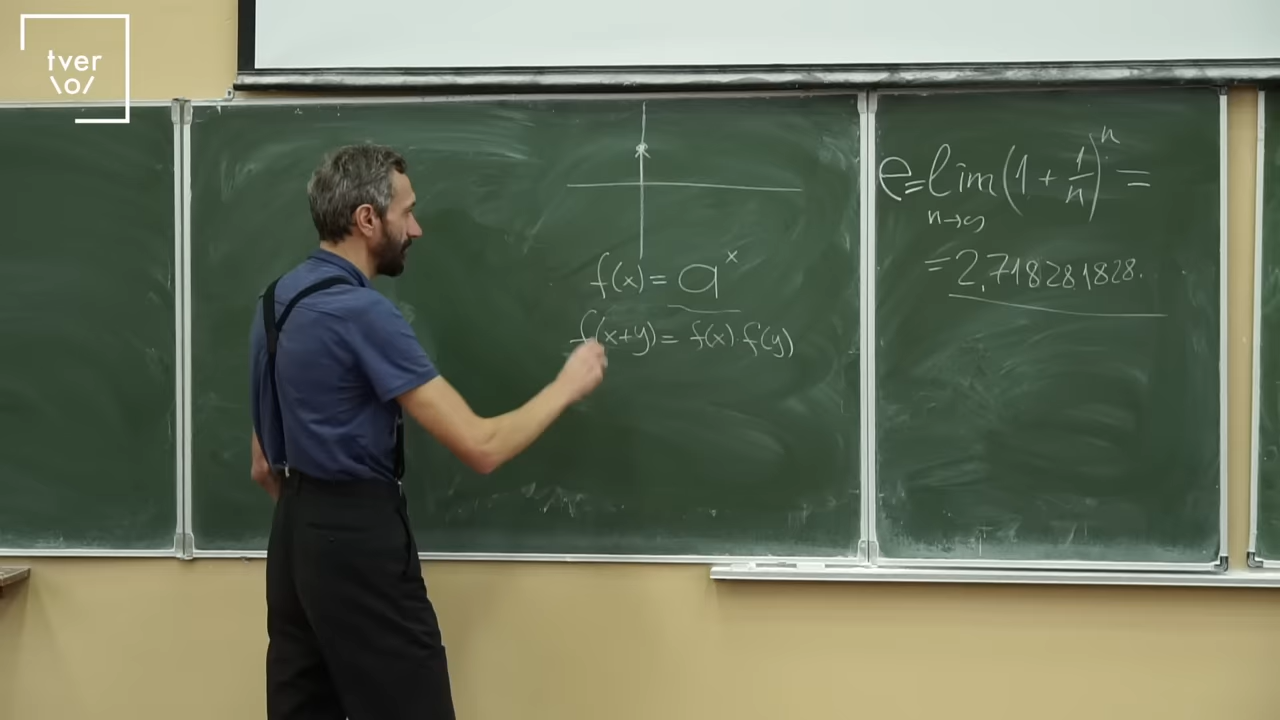 tver
\o/
f(x) = a^x
f(x+y) = f(x)·f(y)
e = lim (1 + 1/n)^n =
n→∞
= 2,718281828.